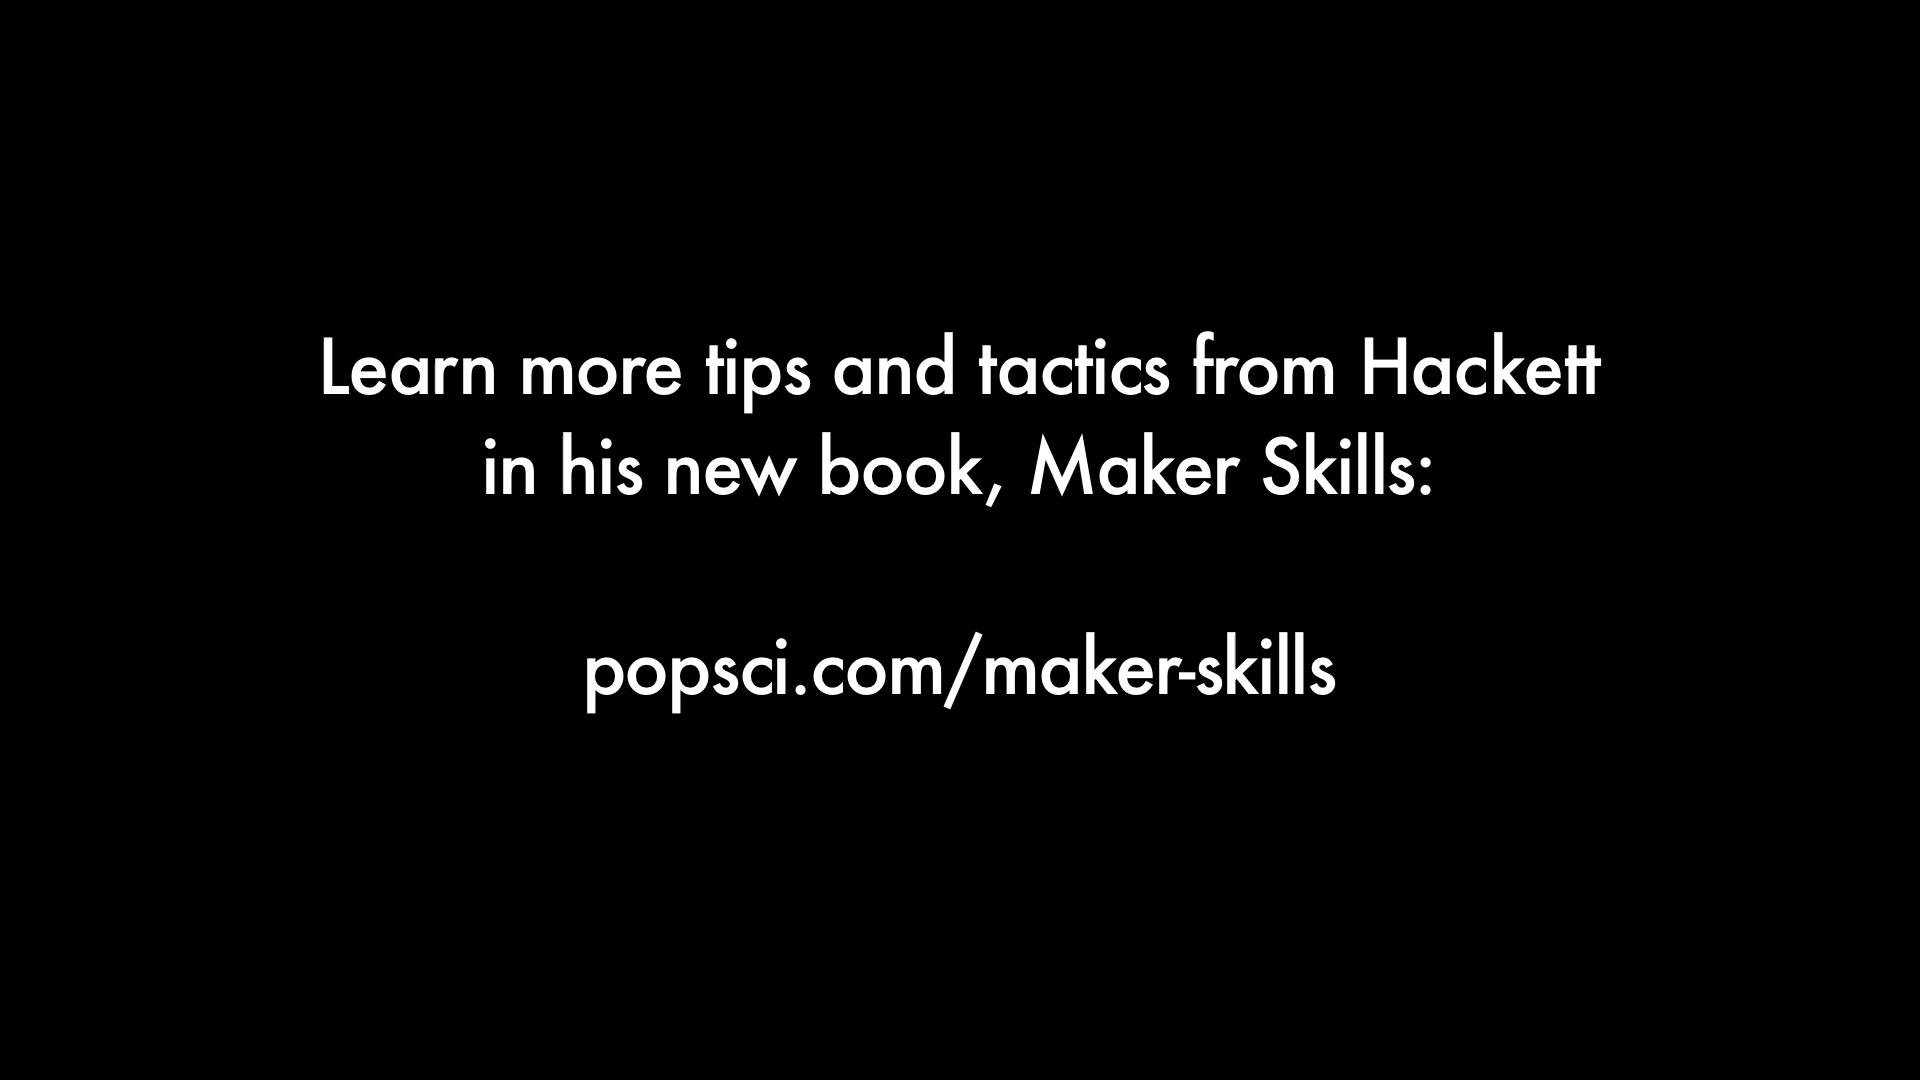 Learn more tips and tactics from Hackett
in his new book, Maker Skills:
popsci.com/maker-skills